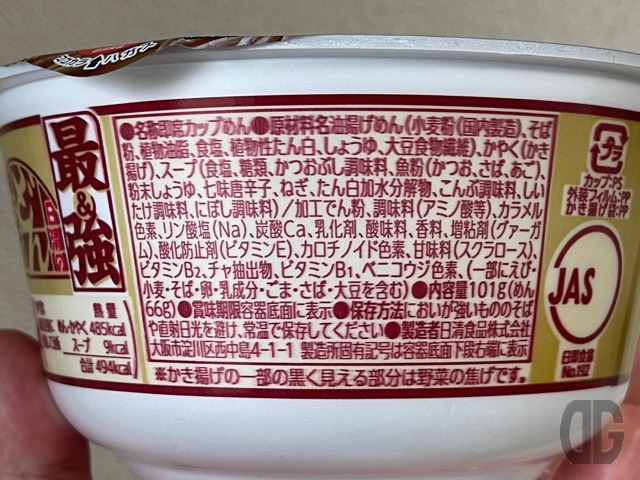 最&強
●名称即席カップめん●原材料名油揚げめん(小麦粉(国内製造)、そば
粉、植物油脂、食塩、植物性たん白、しょうゆ、大豆食物繊維)、かやく(かき
揚げ)、スープ(食塩、糖類、かつおぶし調味料、魚粉(かつお、さば、あご)、
粉末しょうゆ、七味唐辛子、ねぎ、たん白加水分解物、こんぶ調味料、しい
たけ調味料、にぼし調味料)/加工でん粉、調味料(アミノ酸等)、カラメル
色素、リン酸塩(Na)、炭酸Ca、乳化剤、酸味料、香料、増粘剤(グァーガ
ム)、酸化防止剤(ビタミンE)、カロチノイド色素、甘味料(スクラロース)、
ビタミンB₂、チャ抽出物、ビタミンB₁、ベニコウジ色素、(一部にえび・
小麦・そば・卵・乳成分・ごま・さば・大豆を含む)●内容量101g(めん
66g)●賞味期限容器底面に表示●保存方法においが強いもののそば
や直射日光を避け、常温で保存してください●製造者日清食品株式会社
大阪市淀川区西中島4-1-1 製造所固有記号は容器底面下段右端に表示
※かき揚げの一部の黒く見える部分は野菜の焦げです。
熱量
めん・かやく 485kcal
スープ 9kcal
合計 494kcal
プラ
カップ:PS
外装フィルム:PP
かき揚げ袋:PP
JAS
日即食協
No.192
DG